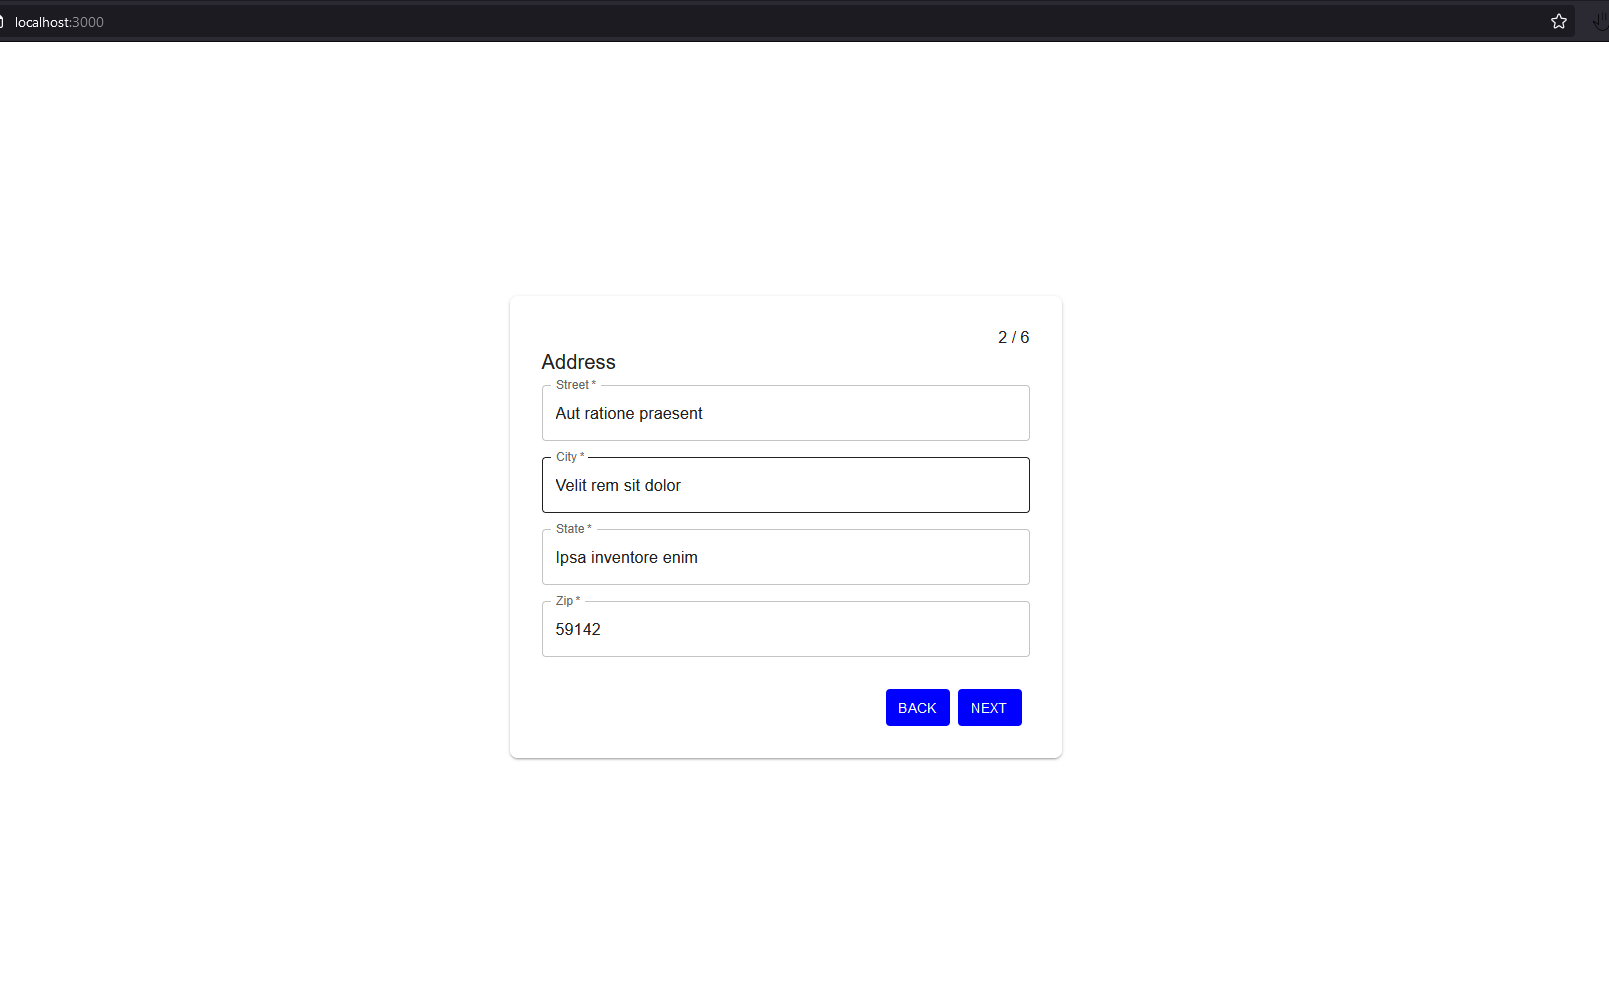 localhost:3000
2 / 6
Address
Street *
Aut ratione praesent
City *
Velit rem sit dolor
State *
Ipsa inventore enim
Zip *
59142
BACK NEXT